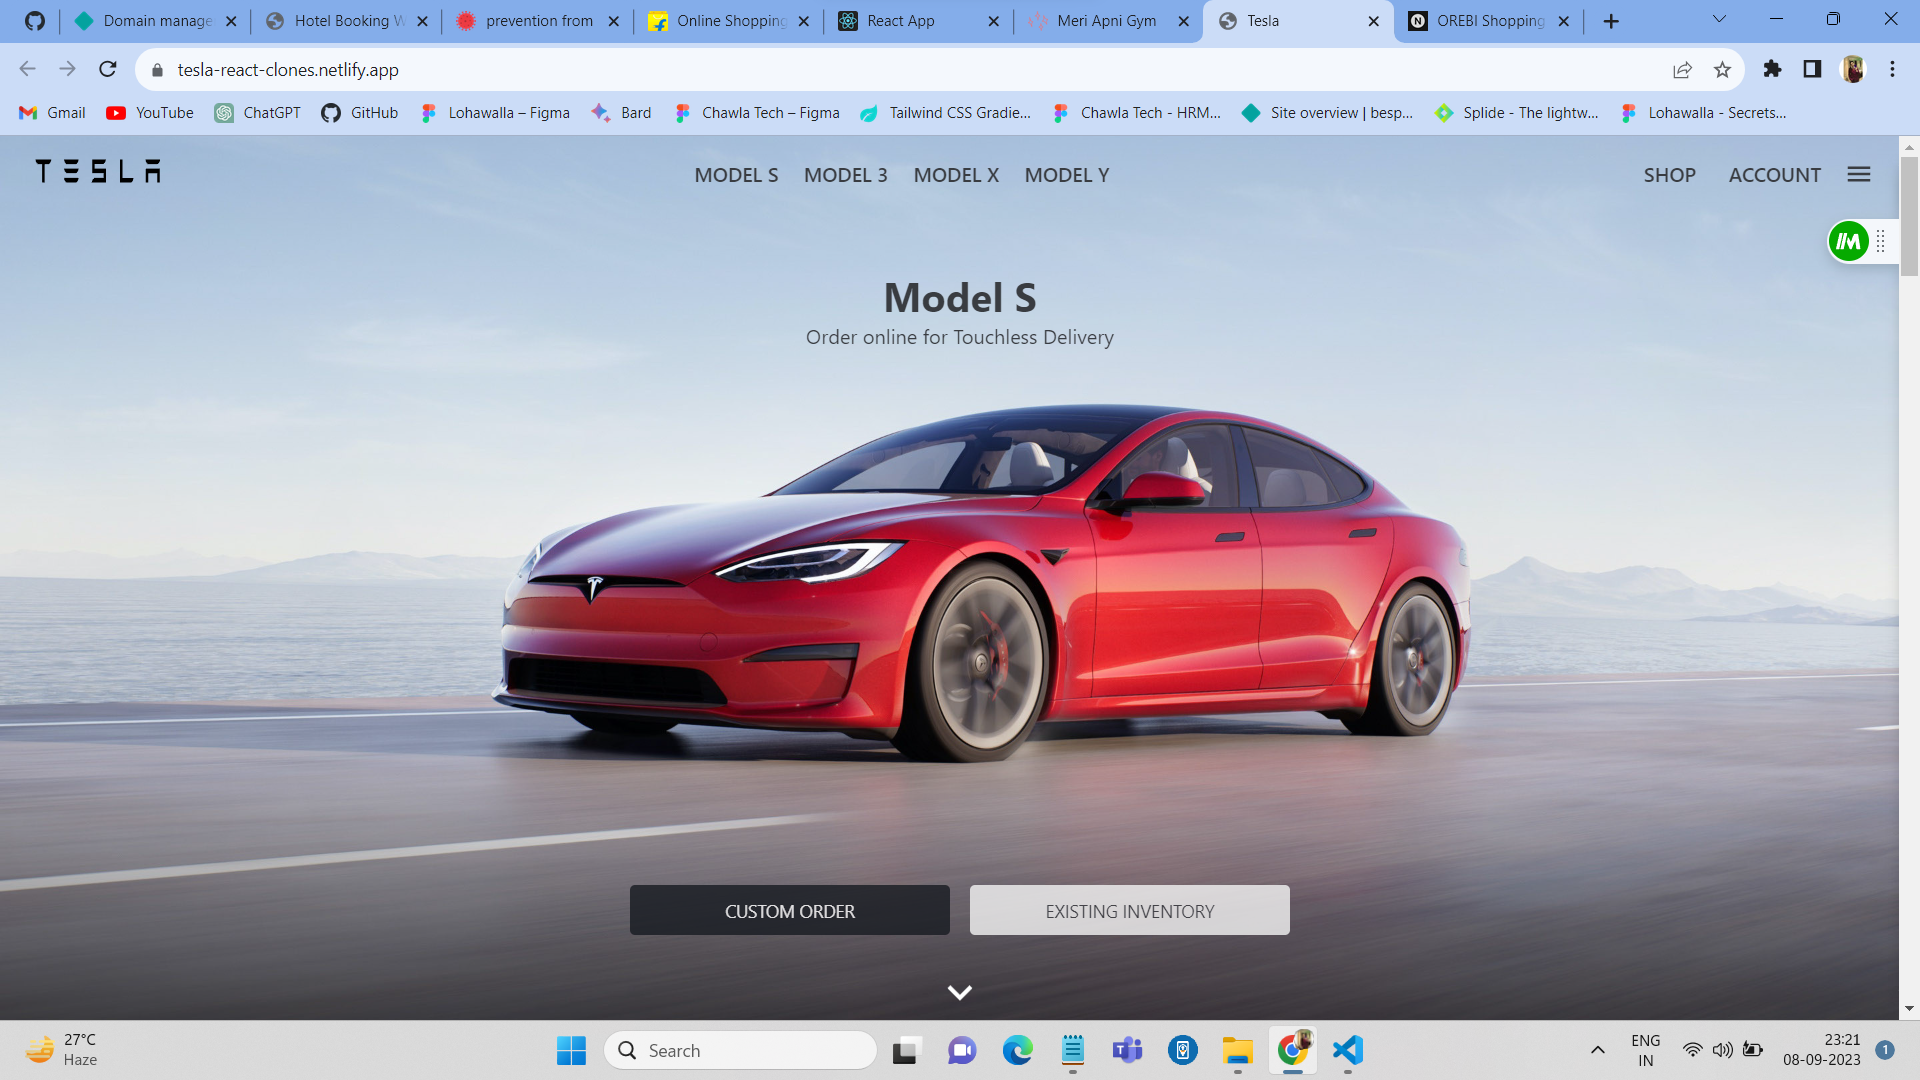 Domain manage
Hotel Booking W
prevention from
Online Shopping
React App
Meri Apni Gym
Tesla
OREBI Shopping
tesla-react-clones.netlify.app
Gmail
YouTube
ChatGPT
GitHub
Lohawalla – Figma
Bard
Chawla Tech – Figma
Tailwind CSS Gradie...
Chawla Tech - HRM...
Site overview | besp...
Splide - The lightw...
Lohawalla - Secrets...
TESLA
MODEL S
MODEL 3
MODEL X
MODEL Y
SHOP
ACCOUNT
Model S
Order online for Touchless Delivery
CUSTOM ORDER
EXISTING INVENTORY
27°C
Haze
Search
ENG
IN
23:21
08-09-2023
1